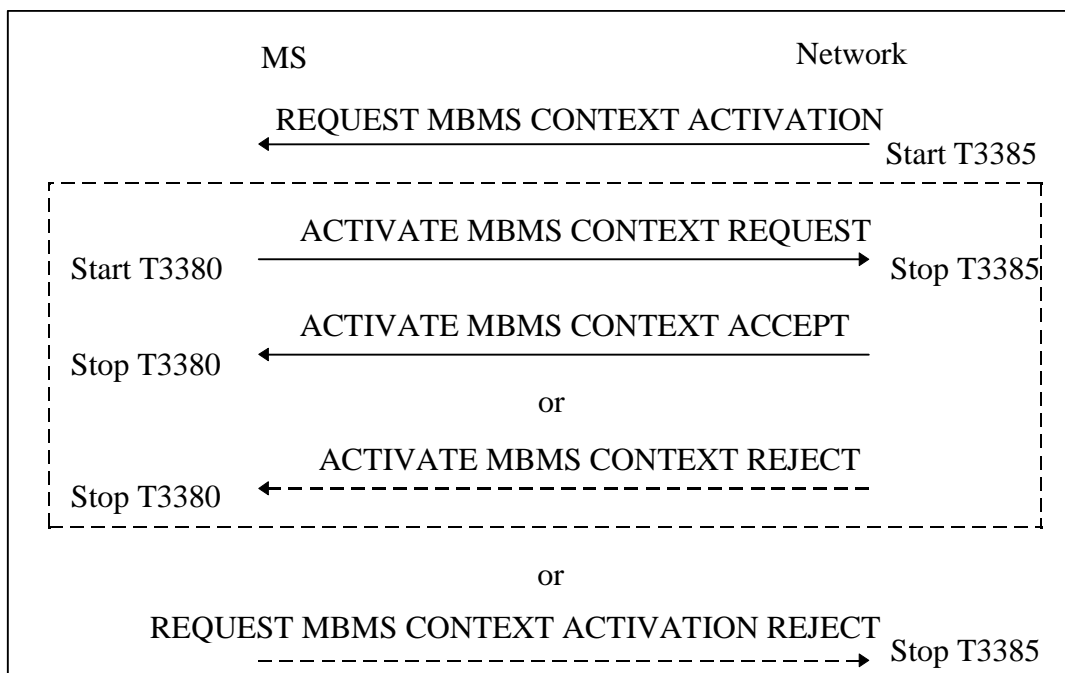 MS Network
REQUEST MBMS CONTEXT ACTIVATION
Start T3385
ACTIVATE MBMS CONTEXT REQUEST
Start T3380 Stop T3385
ACTIVATE MBMS CONTEXT ACCEPT
Stop T3380
or
ACTIVATE MBMS CONTEXT REJECT
Stop T3380
or
REQUEST MBMS CONTEXT ACTIVATION REJECT
Stop T3385